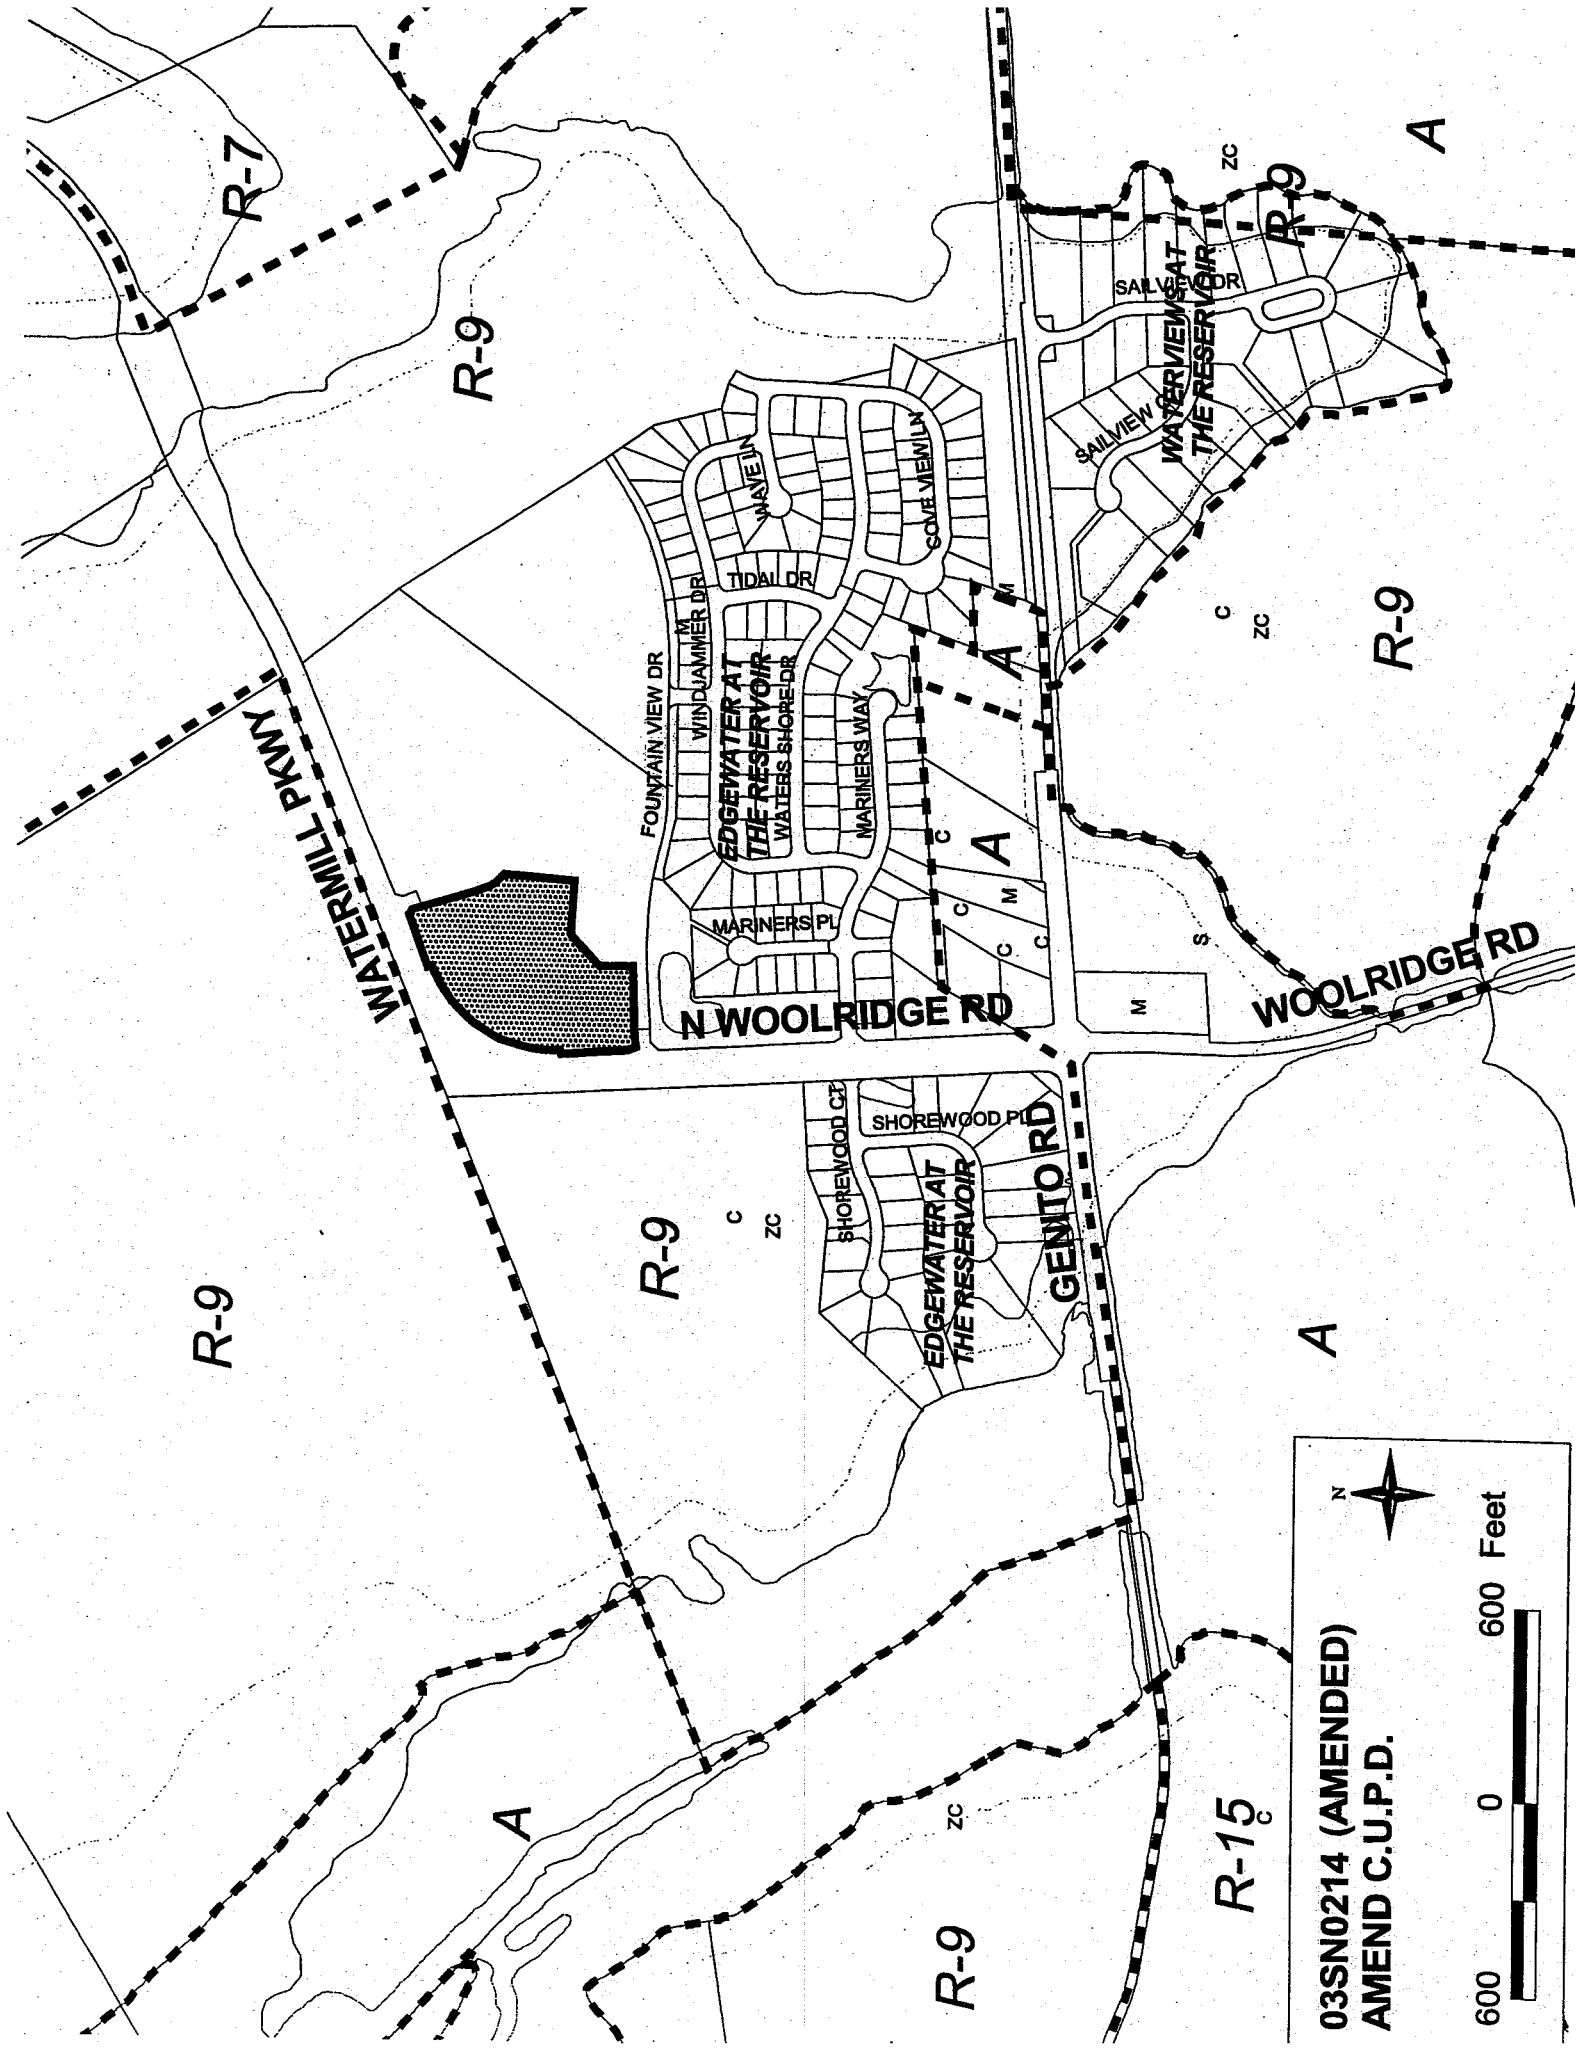 R-7
R-9
R-9
WATERMILL PKWY
FOUNTAIN VIEW DR
M
WINDJAMMER DR
WAVE LN
TIDAL DR
EDGEWATER AT
THE RESERVOIR
WATERS SHORE DR
COVE VIEW LN
MARINERS WAY
MARINERS PL
N WOOLRIDGE RD
M
A
C
A
C
M
C
C
SAILVIEW DR
WATERVIEWS AT
THE RESERVOIR
SAILVIEW C
R-9
ZC
A
C
ZC
R-9
S
M
WOOLRIDGE RD
R-9
C
ZC
SHOREWOOD CT
SHOREWOOD PL
EDGEWATER AT
THE RESERVOIR
GENITO RD
A
A
ZC
R-9
R-15
C
N
03SN0214 (AMENDED)
AMEND C.U.P.D.
600 0 600 Feet